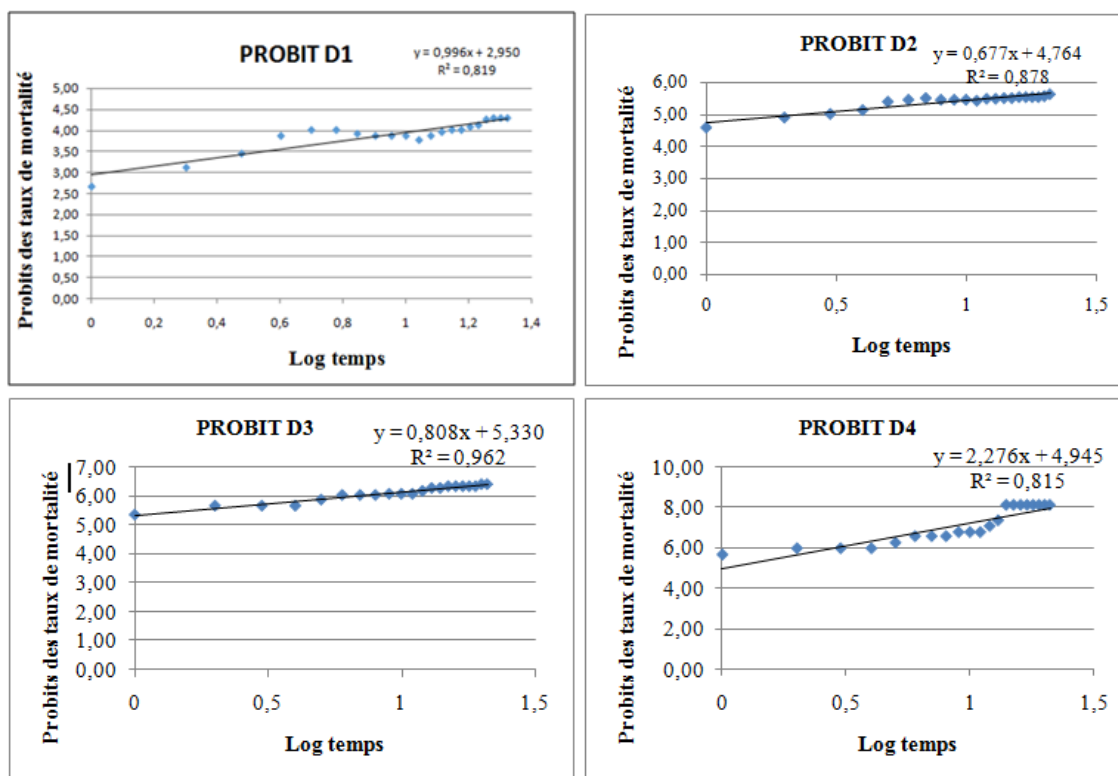 PROBIT D1
y = 0,996x + 2,950
R² = 0,819
Probits des taux de mortalité
5,00
4,50
4,00
3,50
3,00
2,50
2,00
1,50
1,00
0,50
0,00
0 0,2 0,4 0,6 0,8 1 1,2 1,4
Log temps
PROBIT D2
y = 0,677x + 4,764
R² = 0,878
Probits des taux de mortalité
6,00
5,00
4,00
3,00
2,00
1,00
0,00
0 0,5 1 1,5
Log temps
PROBIT D3
y = 0,808x + 5,330
R² = 0,962
Probits des taux de mortalité
7,00
6,00
5,00
4,00
3,00
2,00
1,00
0,00
0 0,5 1 1,5
Log temps
PROBIT D4
y = 2,276x + 4,945
R² = 0,815
Probits des taux de mortalité
10,00
8,00
6,00
4,00
2,00
0,00
0 0,5 1 1,5
Log temps